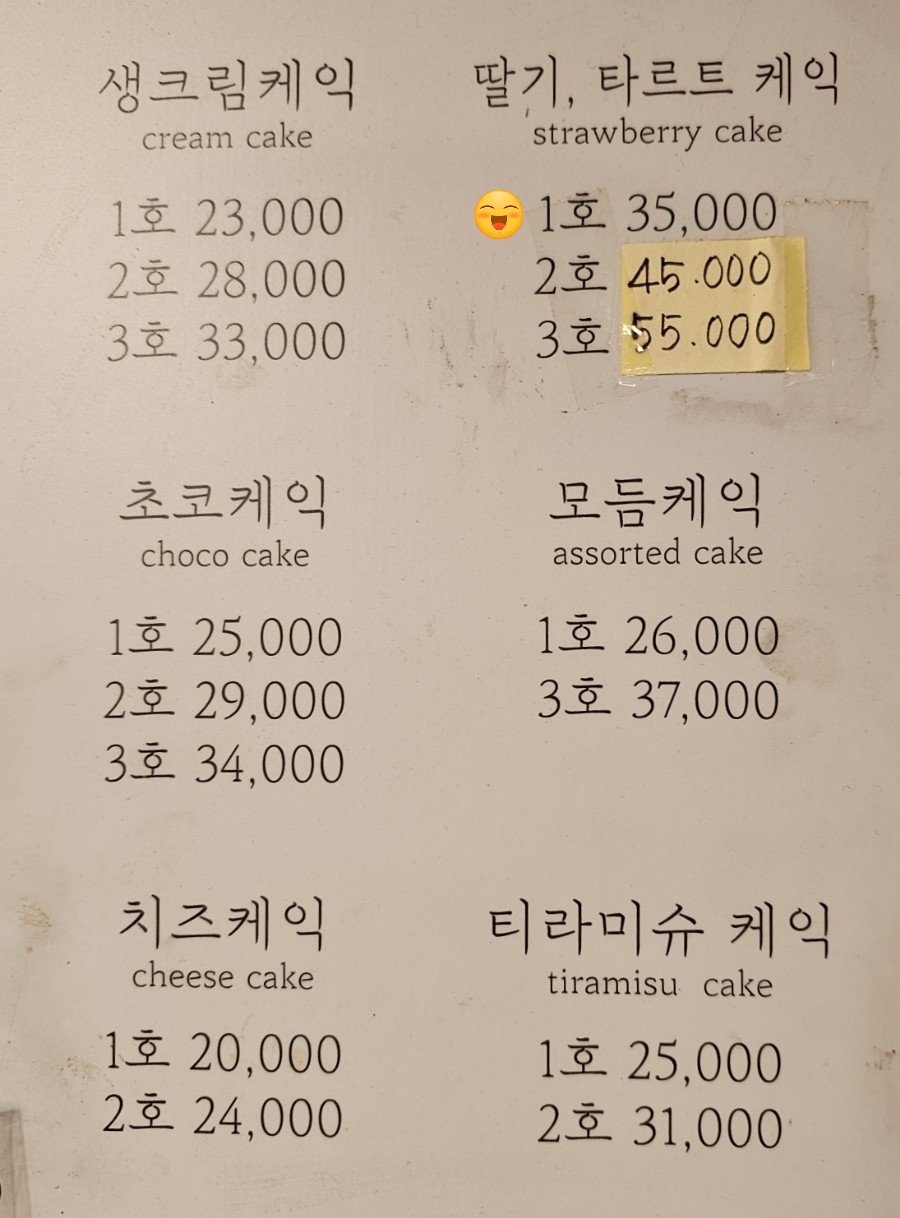 생크림케익
cream cake
1호 23,000
2호 28,000
3호 33,000
딸기, 타르트 케익
strawberry cake
1호 35,000
2호 45.000
3호 55.000
초코케익
choco cake
1호 25,000
2호 29,000
3호 34,000
모듬케익
assorted cake
1호 26,000
3호 37,000
치즈케익
cheese cake
1호 20,000
2호 24,000
티라미슈 케익
tiramisu cake
1호 25,000
2호 31,000